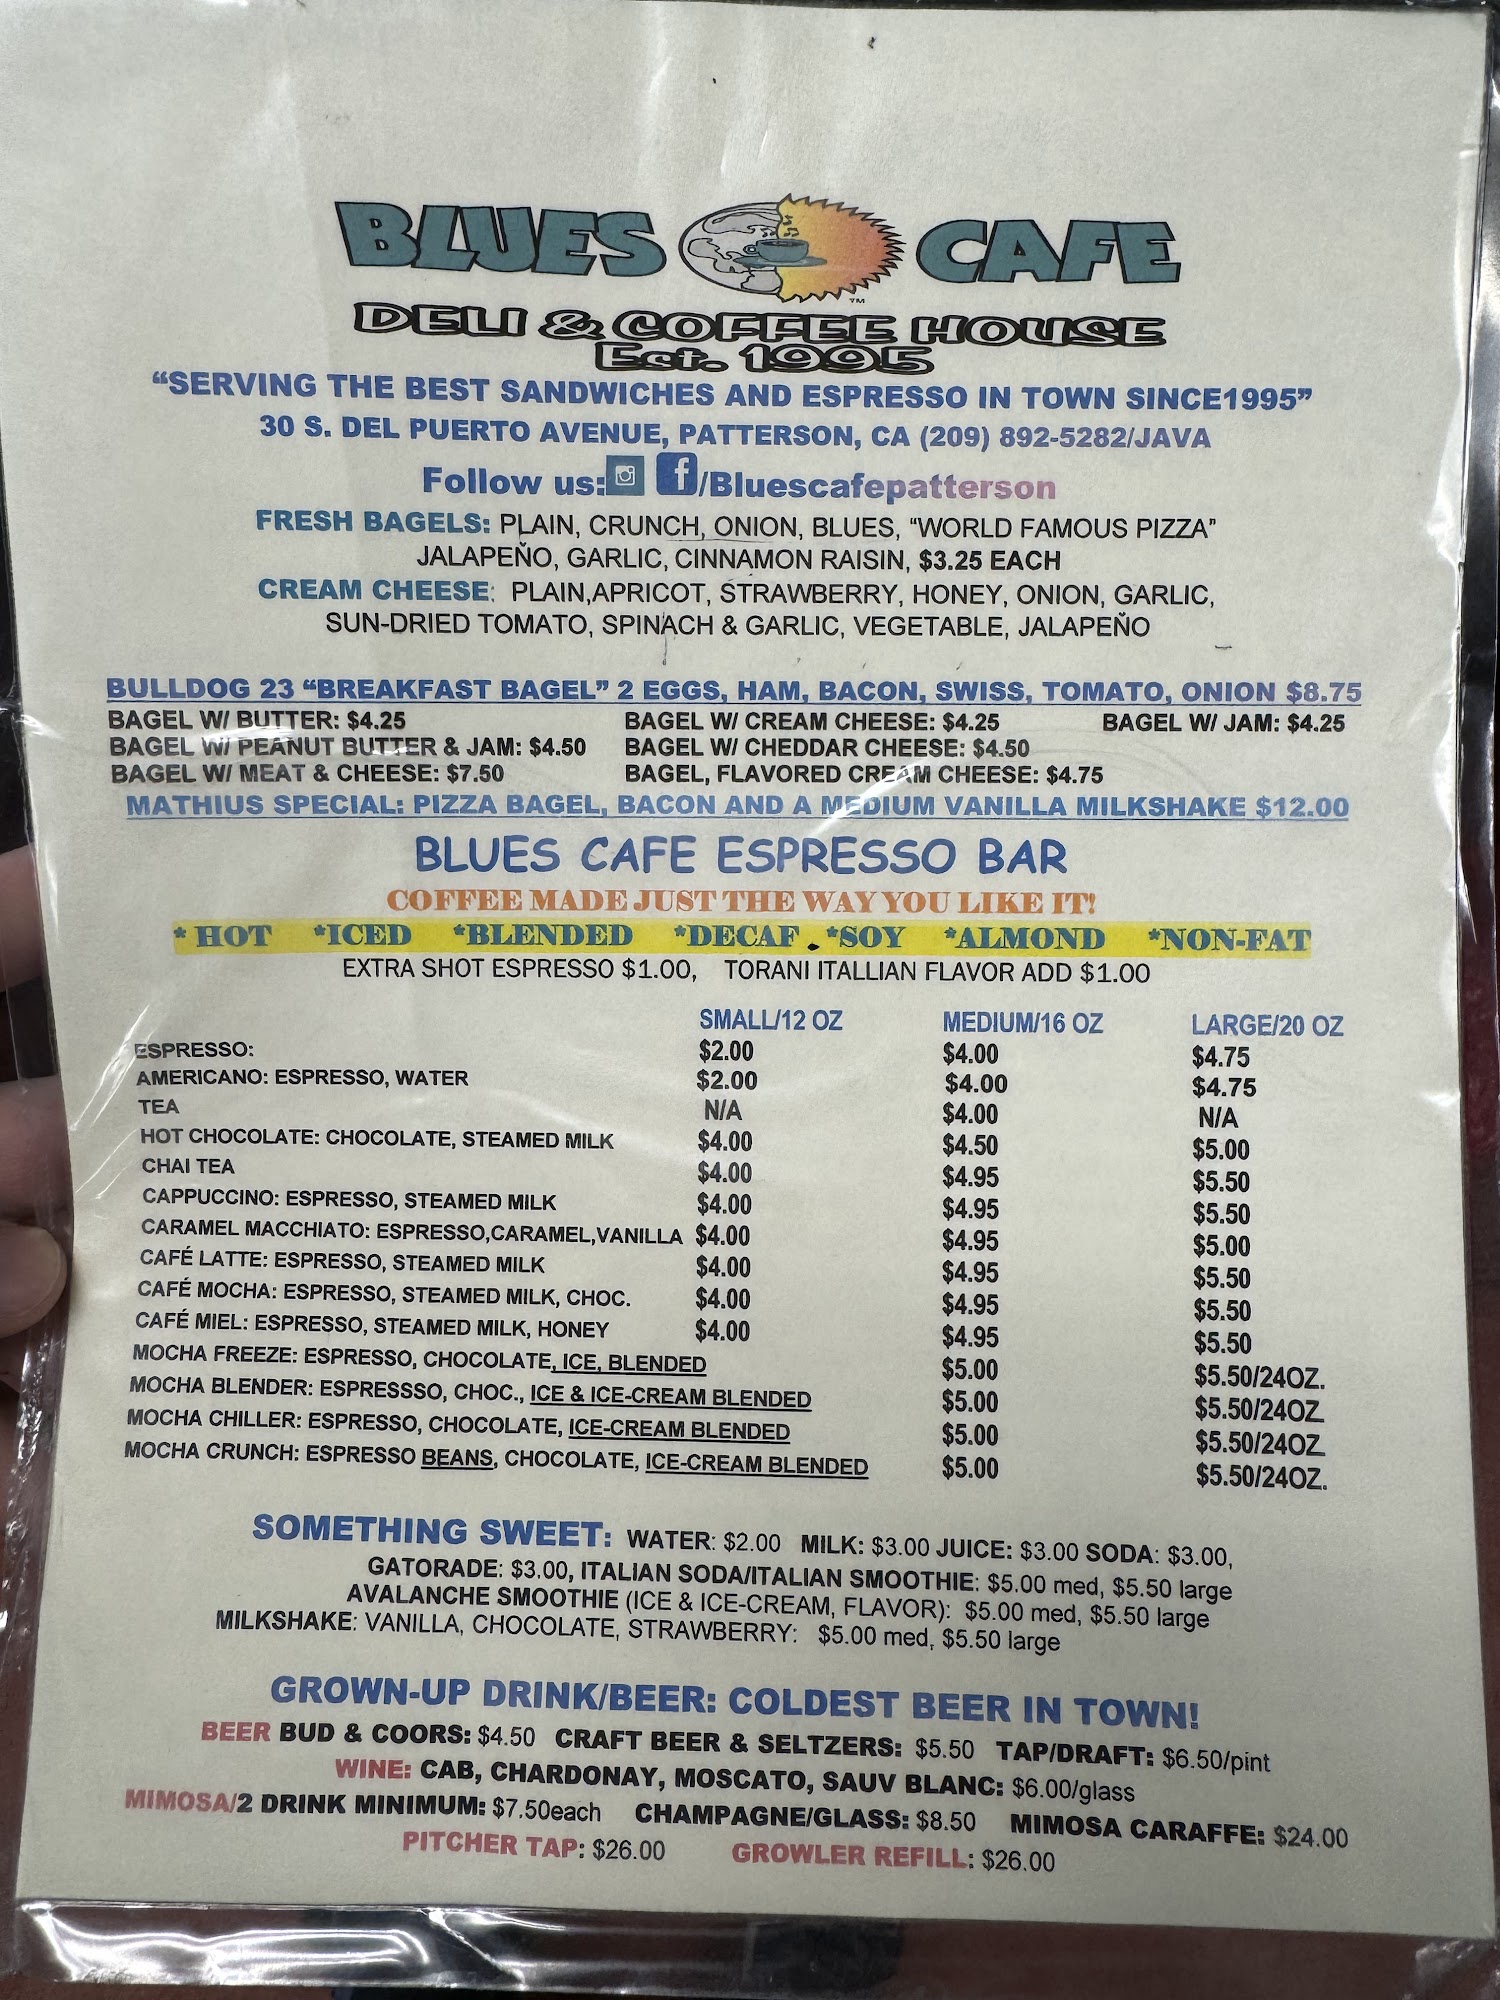 BLUES CAFE
TM
DELI & COFFEE HOUSE
Est. 1995
“SERVING THE BEST SANDWICHES AND ESPRESSO IN TOWN SINCE1995”
30 S. DEL PUERTO AVENUE, PATTERSON, CA (209) 892-5282/JAVA
Follow us: f/Bluescafepatterson
FRESH BAGELS: PLAIN, CRUNCH, ONION, BLUES, “WORLD FAMOUS PIZZA”
JALAPEŇO, GARLIC, CINNAMON RAISIN, $3.25 EACH
CREAM CHEESE: PLAIN,APRICOT, STRAWBERRY, HONEY, ONION, GARLIC,
SUN-DRIED TOMATO, SPINACH & GARLIC, VEGETABLE, JALAPEŇO
BULLDOG 23 “BREAKFAST BAGEL” 2 EGGS, HAM, BACON, SWISS, TOMATO, ONION $8.75
BAGEL W/ BUTTER: $4.25 BAGEL W/ CREAM CHEESE: $4.25 BAGEL W/ JAM: $4.25
BAGEL W/ PEANUT BUTTER & JAM: $4.50 BAGEL W/ CHEDDAR CHEESE: $4.50
BAGEL W/ MEAT & CHEESE: $7.50 BAGEL, FLAVORED CREAM CHEESE: $4.75
MATHIUS SPECIAL: PIZZA BAGEL, BACON AND A MEDIUM VANILLA MILKSHAKE $12.00
BLUES CAFE ESPRESSO BAR
COFFEE MADE JUST THE WAY YOU LIKE IT!
* HOT *ICED *BLENDED *DECAF *SOY *ALMOND *NON-FAT
EXTRA SHOT ESPRESSO $1.00, TORANI ITALLIAN FLAVOR ADD $1.00
SMALL/12 OZ MEDIUM/16 OZ LARGE/20 OZ
ESPRESSO: $2.00 $4.00 $4.75
AMERICANO: ESPRESSO, WATER $2.00 $4.00 $4.75
TEA N/A $4.00 N/A
HOT CHOCOLATE: CHOCOLATE, STEAMED MILK $4.00 $4.50 $5.00
CHAI TEA $4.00 $4.95 $5.50
CAPPUCCINO: ESPRESSO, STEAMED MILK $4.00 $4.95 $5.50
CARAMEL MACCHIATO: ESPRESSO,CARAMEL,VANILLA $4.00 $4.95 $5.00
CAFÉ LATTE: ESPRESSO, STEAMED MILK $4.00 $4.95 $5.50
CAFÉ MOCHA: ESPRESSO, STEAMED MILK, CHOC. $4.00 $4.95 $5.50
CAFÉ MIEL: ESPRESSO, STEAMED MILK, HONEY $4.00 $4.95 $5.50
MOCHA FREEZE: ESPRESSO, CHOCOLATE, ICE, BLENDED $5.00 $5.50/24OZ.
MOCHA BLENDER: ESPRESSSO, CHOC., ICE & ICE-CREAM BLENDED $5.00 $5.50/24OZ
MOCHA CHILLER: ESPRESSO, CHOCOLATE, ICE-CREAM BLENDED $5.00 $5.50/24OZ
MOCHA CRUNCH: ESPRESSO BEANS, CHOCOLATE, ICE-CREAM BLENDED $5.00 $5.50/24OZ.
SOMETHING SWEET: WATER: $2.00 MILK: $3.00 JUICE: $3.00 SODA: $3.00,
GATORADE: $3.00, ITALIAN SODA/ITALIAN SMOOTHIE: $5.00 med, $5.50 large
AVALANCHE SMOOTHIE (ICE & ICE-CREAM, FLAVOR): $5.00 med, $5.50 large
MILKSHAKE: VANILLA, CHOCOLATE, STRAWBERRY: $5.00 med, $5.50 large
GROWN-UP DRINK/BEER: COLDEST BEER IN TOWN!
BEER BUD & COORS: $4.50 CRAFT BEER & SELTZERS: $5.50 TAP/DRAFT: $6.50/pint
WINE: CAB, CHARDONAY, MOSCATO, SAUV BLANC: $6.00/glass
MIMOSA/2 DRINK MINIMUM: $7.50each CHAMPAGNE/GLASS: $8.50 MIMOSA CARAFFE: $24.00
PITCHER TAP: $26.00 GROWLER REFILL: $26.00